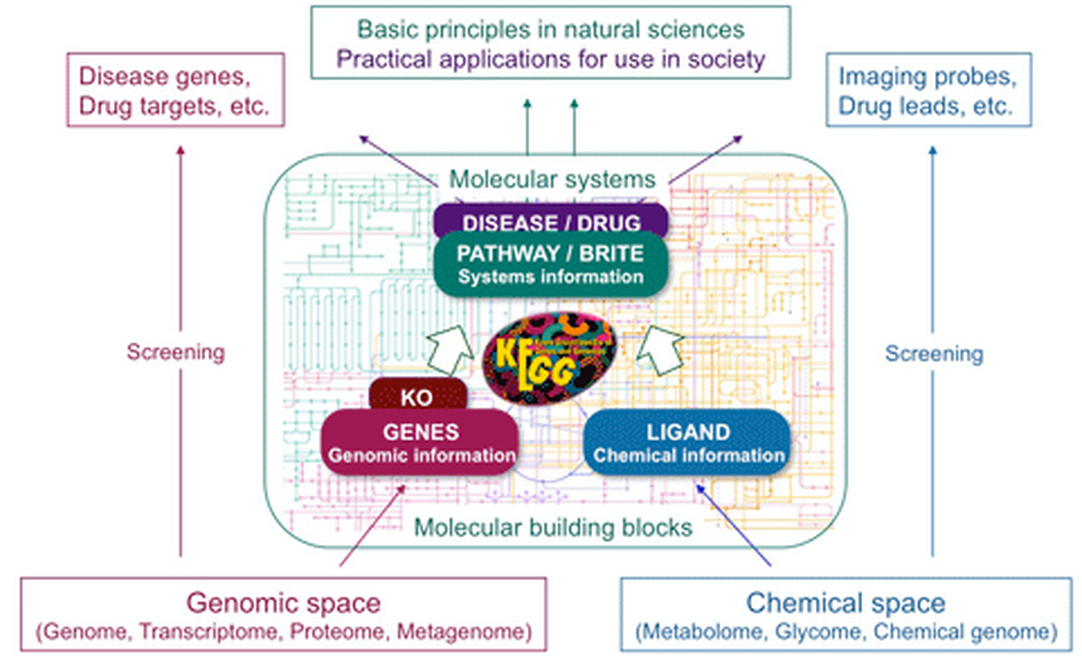 Basic principles in natural sciences
Practical applications for use in society
Disease genes,
Drug targets, etc.
Imaging probes,
Drug leads, etc.
Molecular systems
DISEASE / DRUG
PATHWAY / BRITE
Systems information
KEGG
Screening
Screening
KO
GENES
Genomic information
LIGAND
Chemical information
Molecular building blocks
Genomic space
(Genome, Transcriptome, Proteome, Metagenome)
Chemical space
(Metabolome, Glycome, Chemical genome)